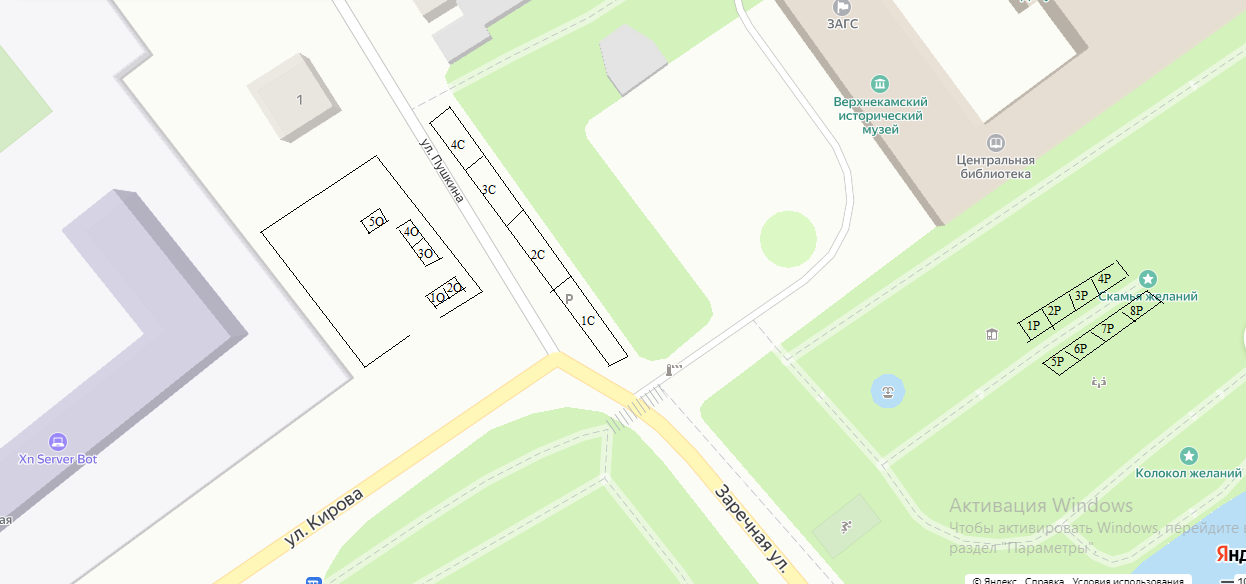 ЗАГС
1
Верхнекамский
исторический
музей
Центральная
библиотека
4С
ул. Пушкина
3С
5О
4О
3О
2С
1О
2О
Р
1С
4Р
3Р
Скамья желаний
2Р
1Р
8Р
7Р
6Р
5Р
Xn Server Bot
Колокол желаний
ул. Кирова
Заречная ул.
ая
Активация Windows
Чтобы активировать Windows, перейдите
раздел "Параметры".
Янд
© Яндекс Справка Условия использования